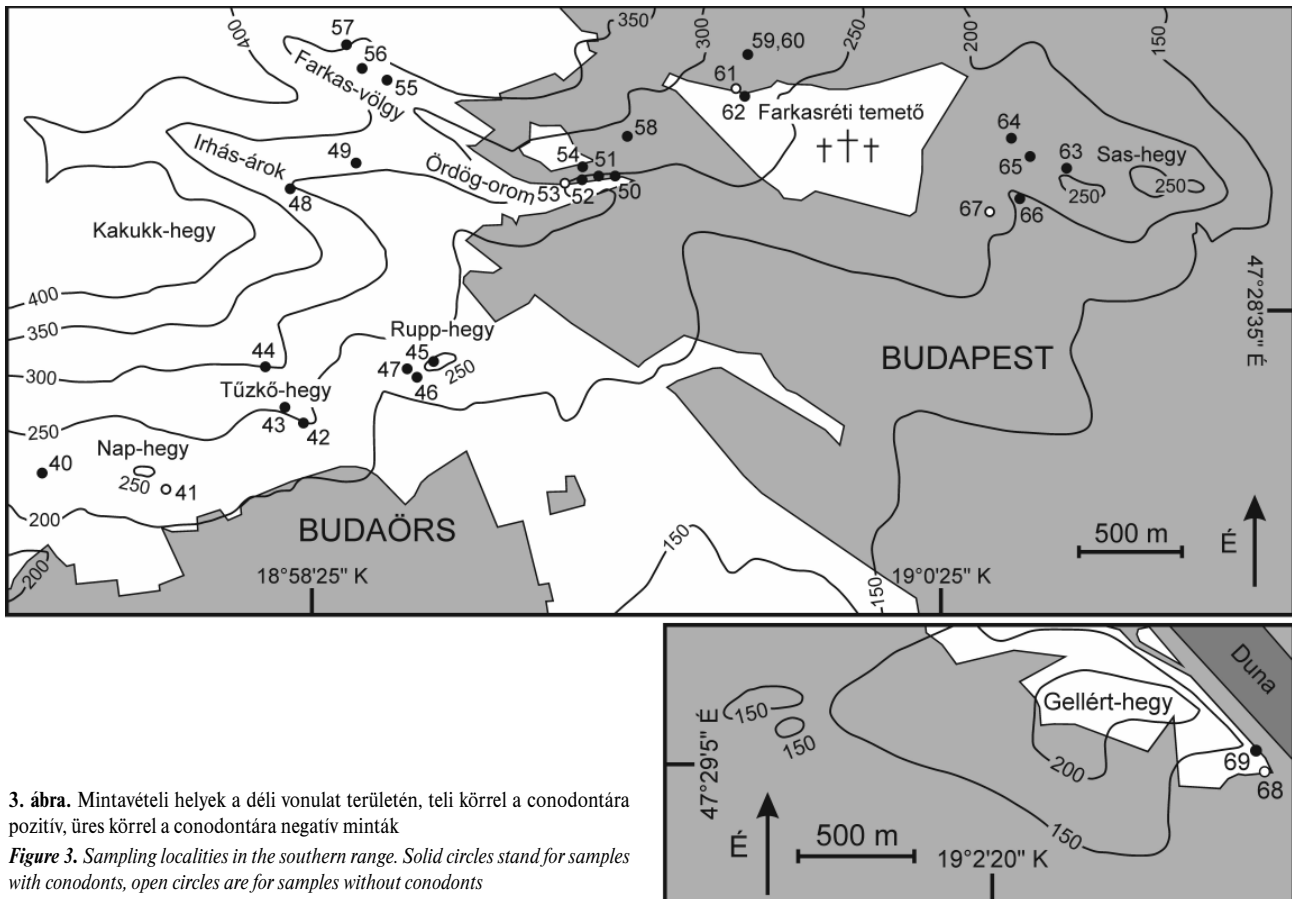 400
350
300
250
200
150
57
56
55
59,60
61
62
Farkas-völgy
Farkasréti temető
58
64
65
63
Sas-hegy
250
250
Irhás-árok
49
48
Ördög-orom
54
51
53
52
50
67
66
Kakukk-hegy
400
350
300
250
200
200
44
Rupp-hegy
45
47
46
250
47°28'35" É
BUDAPEST
Tűzkő-hegy
43
42
Nap-hegy
40
250
41
BUDAÖRS
18°58'25" K
150
150
19°0'25" K
500 m
É
Duna
Gellért-hegy
150
150
200
69
68
47°29'5" É
150
É
500 m
19°2'20" K
3. ábra. Mintavételi helyek a déli vonulat területén, teli körrel a conodontára
pozitív, üres körrel a conodontára negatív minták
Figure 3. Sampling localities in the southern range. Solid circles stand for samples
with conodonts, open circles are for samples without conodonts